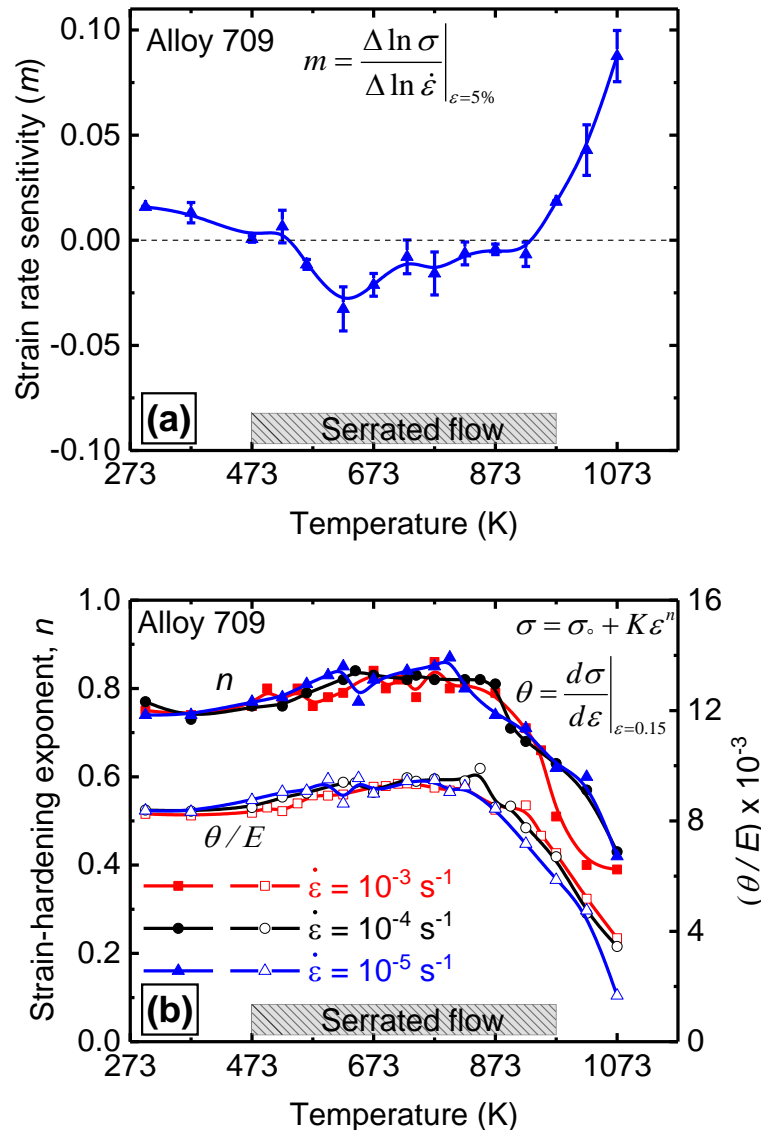 Alloy 709
m = Δ ln σ / Δ ln ε̇ |ε=5%
Strain rate sensitivity (m)
0.10
0.05
0.00
-0.05
-0.10
(a)
Serrated flow
273 473 673 873 1073
Temperature (K)
Alloy 709
σ = σ∘ + Kε^n
n
θ = dσ / dε |ε=0.15
θ / E
ε̇ = 10^-3 s^-1
ε̇ = 10^-4 s^-1
ε̇ = 10^-5 s^-1
Strain-hardening exponent, n
1.0
0.8
0.6
0.4
0.2
0.0
16
12
8
4
0
(θ / E) x 10^-3
(b)
Serrated flow
273 473 673 873 1073
Temperature (K)